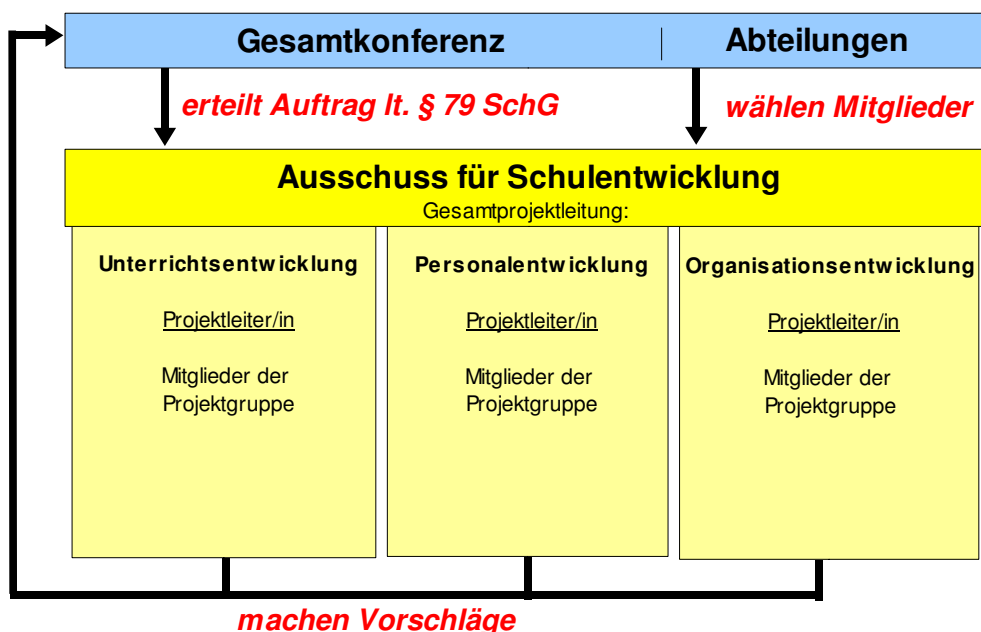 Gesamtkonferenz | Abteilungen
erteilt Auftrag lt. § 79 SchG
wählen Mitglieder
Ausschuss für Schulentwicklung
Gesamtprojektleitung:
Unterrichtsentwicklung
Projektleiter/in
Mitglieder der
Projektgruppe
Personalentwicklung
Projektleiter/in
Mitglieder der
Projektgruppe
Organisationsentwicklung
Projektleiter/in
Mitglieder der
Projektgruppe
machen Vorschläge